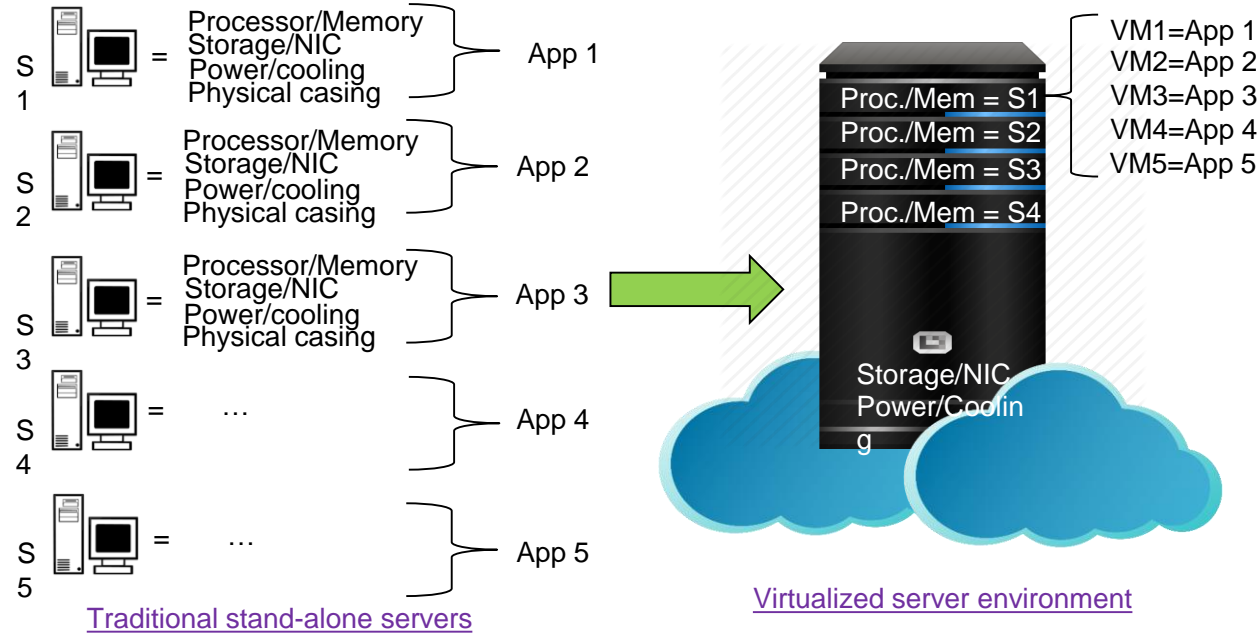 S
1
=
Processor/Memory
Storage/NIC
Power/cooling
Physical casing
App 1
S
2
=
Processor/Memory
Storage/NIC
Power/cooling
Physical casing
App 2
S
3
=
Processor/Memory
Storage/NIC
Power/cooling
Physical casing
App 3
S
4
=
...
App 4
S
5
=
...
App 5
Traditional stand-alone servers
Proc./Mem = S1
Proc./Mem = S2
Proc./Mem = S3
Proc./Mem = S4
Storage/NIC
Power/Coolin
g
VM1=App 1
VM2=App 2
VM3=App 3
VM4=App 4
VM5=App 5
Virtualized server environment